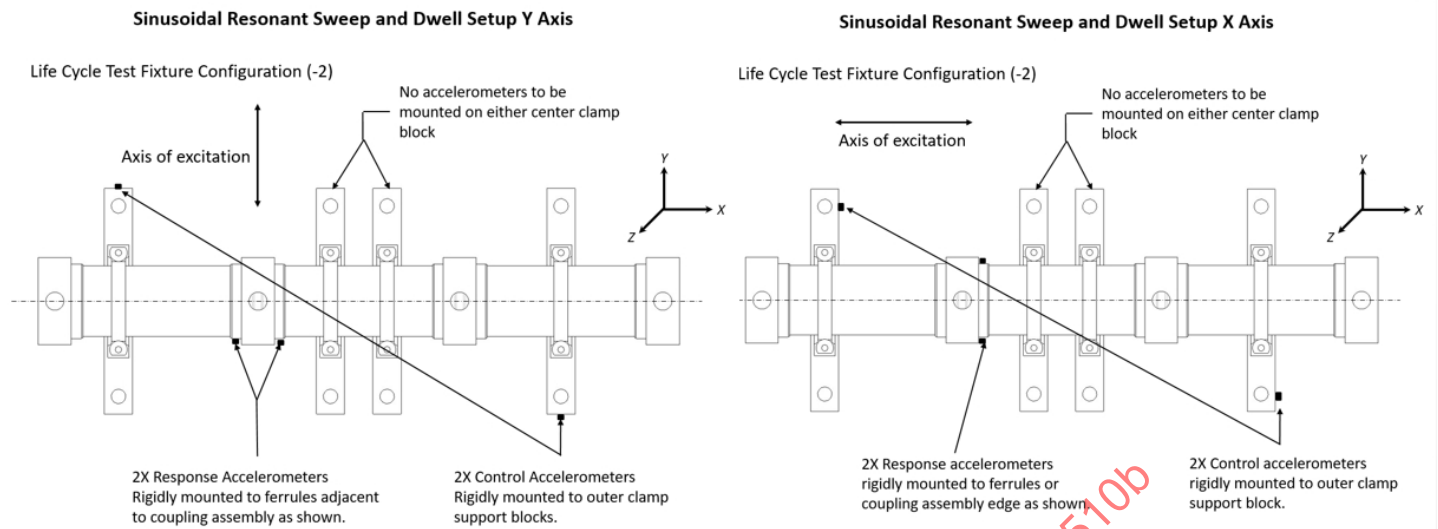 Sinusoidal Resonant Sweep and Dwell Setup Y Axis
Life Cycle Test Fixture Configuration (-2)
No accelerometers to be
mounted on either center clamp
block
Axis of excitation
Y
X
Z
2X Response Accelerometers
Rigidly mounted to ferrules adjacent
to coupling assembly as shown.
2X Control Accelerometers
Rigidly mounted to outer clamp
support blocks.
Sinusoidal Resonant Sweep and Dwell Setup X Axis
Life Cycle Test Fixture Configuration (-2)
No accelerometers to be
mounted on either center clamp
block
Axis of excitation
Y
X
Z
2X Response accelerometers
rigidly mounted to ferrules or
coupling assembly edge as shown.
2X Control accelerometers
rigidly mounted to outer clamp
support block.
510b